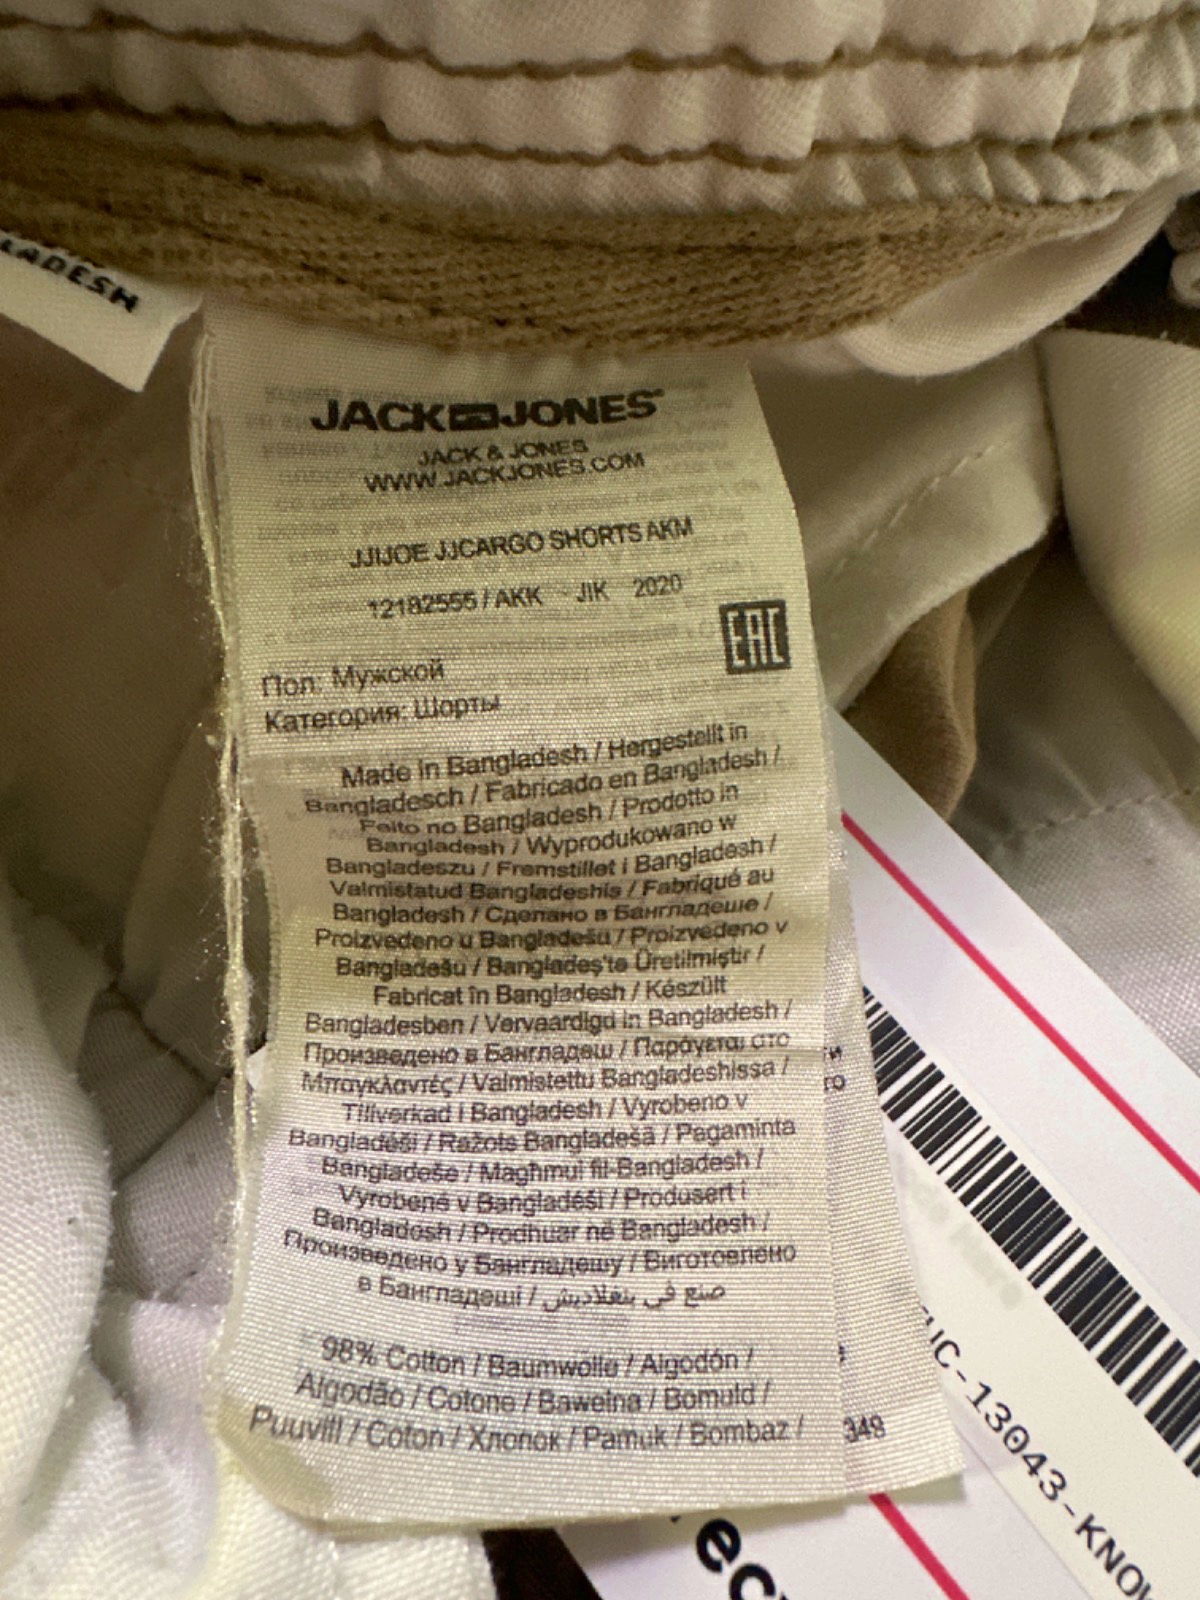 LADESH
JACK JONES®
JACK & JONES
WWW.JACKJONES.COM
JJIJOE JJCARGO SHORTS AKM
12182555 / AKK JIK 2020
EAC
Пол: Мужской
Категория: Шорты
Made in Bangladesh / Hergestellt in
Bangladesch / Fabricado en Bangladesh /
Feito no Bangladesh / Prodotto in
Bangladesh / Wyprodukowano w
Bangladeszu / Fremstillet i Bangladesh /
Valmistatud Bangladeshis / Fabriqué au
Bangladesh / Сделано в Бангладеше /
Proizvedeno u Bangladešu / Proizvedeno v
Bangladešu / Bangladeş'te Üretilmiştir /
Fabricat în Bangladesh / Készült
Bangladesben / Vervaardigd in Bangladesh /
Произведено в Бангладеш / Παράγεται στο
Μπαγκλαντές / Valmistettu Bangladeshissa /
Tillverkad i Bangladesh / Vyrobeno v
Bangladéši / Ražots Bangladešā / Pagaminta
Bangladeše / Magħmul fil-Bangladesh /
Vyrobené v Bangladéši / Produsert i
Bangladesh / Prodhuar në Bangladesh /
Произведено у Бангладешу / Виготовлено
в Бангладеші / صنع في بنغلاديش
98% Cotton / Baumwolle / Algodón /
Algodão / Cotone / Bawełna / Bomuld /
Puuvill / Coton / Хлопок / Pamuk / Bombaz /
348
UC-13043-KNOW